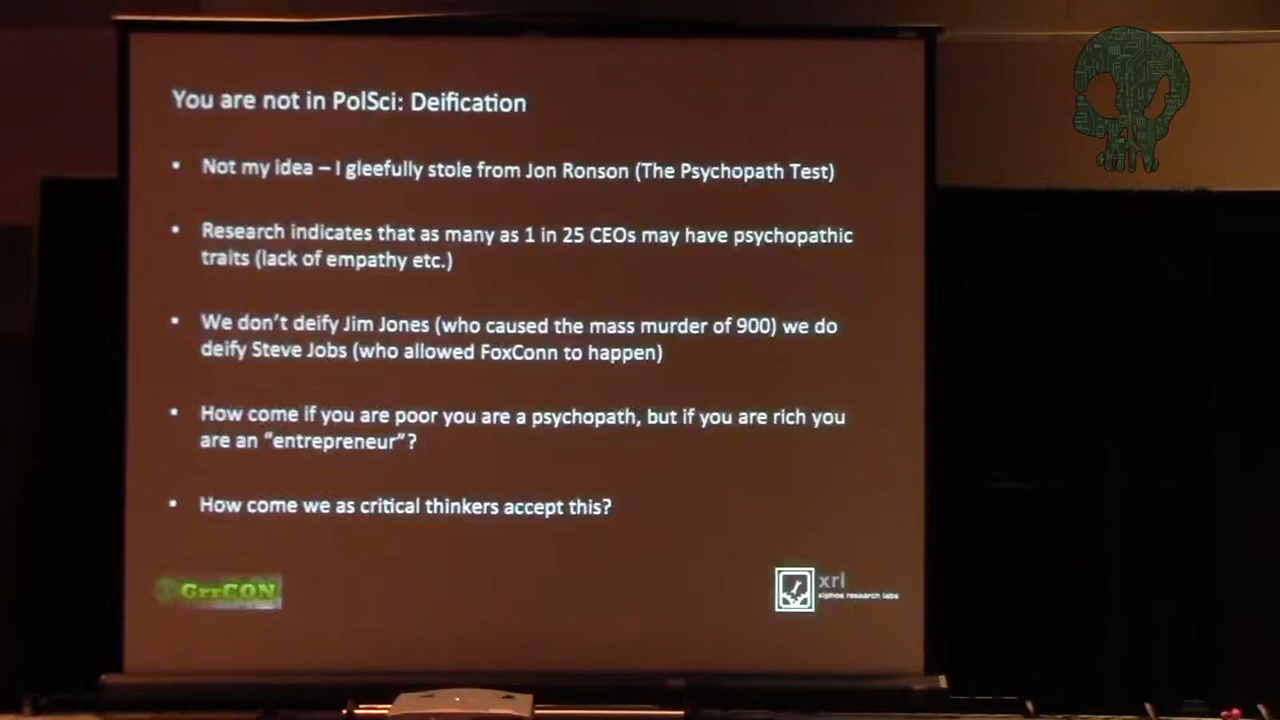 You are not in PolSci: Deification
• Not my idea – I gleefully stole from Jon Ronson (The Psychopath Test)
• Research indicates that as many as 1 in 25 CEOs may have psychopathic
traits (lack of empathy etc.)
• We don't deify Jim Jones (who caused the mass murder of 900) we do
deify Steve Jobs (who allowed FoxConn to happen)
• How come if you are poor you are a psychopath, but if you are rich you
are an "entrepreneur"?
• How come we as critical thinkers accept this?
GrrCON
xrl
xiphos research labs